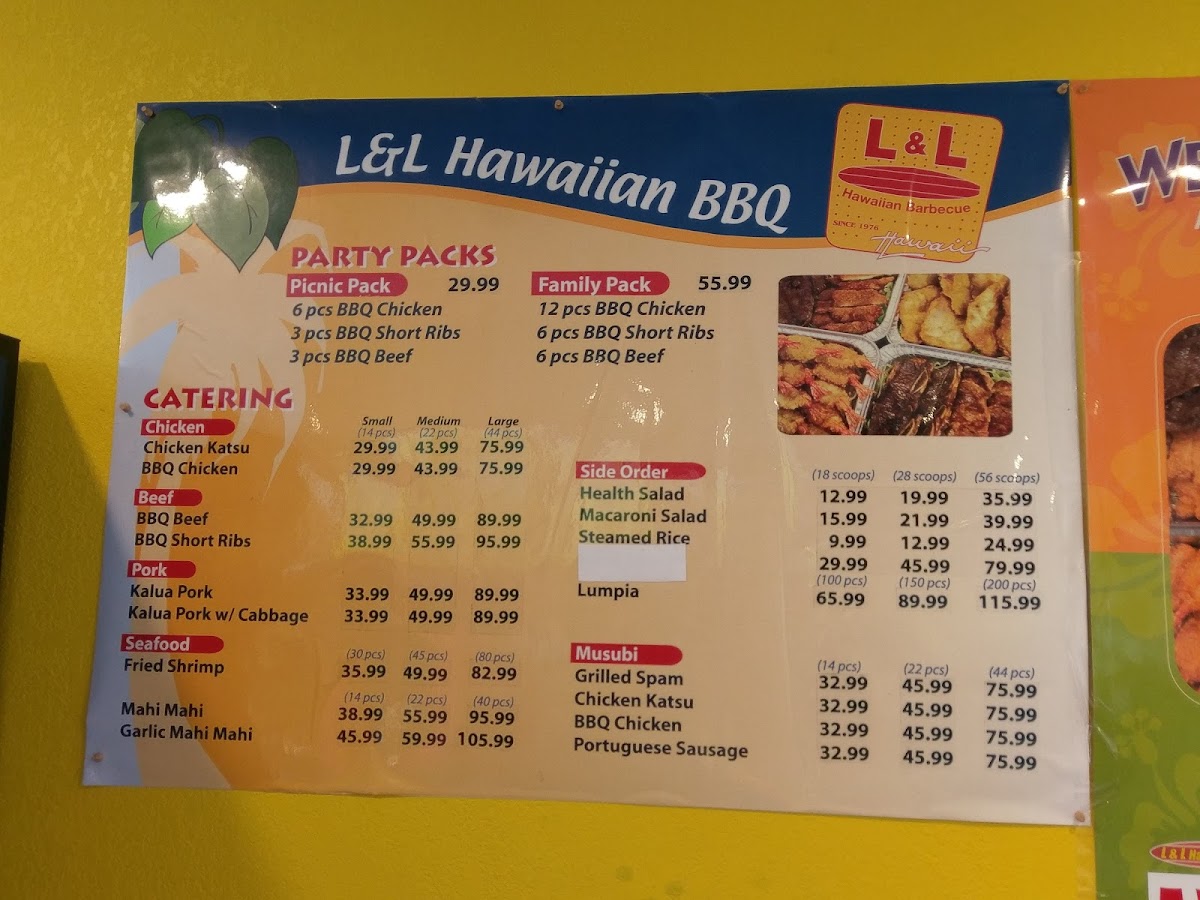 L&L Hawaiian BBQ
L & L
Hawaiian Barbecue
SINCE 1976
Hawaii
PARTY PACKS
Picnic Pack 29.99
6 pcs BBQ Chicken
3 pcs BBQ Short Ribs
3 pcs BBQ Beef
Family Pack 55.99
12 pcs BBQ Chicken
6 pcs BBQ Short Ribs
6 pcs BBQ Beef
CATERING
Small Medium Large
Chicken (14 pcs) (22 pcs) (44 pcs)
Chicken Katsu 29.99 43.99 75.99
BBQ Chicken 29.99 43.99 75.99
Beef
BBQ Beef 32.99 49.99 89.99
BBQ Short Ribs 38.99 55.99 95.99
Pork
Kalua Pork 33.99 49.99 89.99
Kalua Pork w/ Cabbage 33.99 49.99 89.99
Seafood (30 pcs) (45 pcs) (80 pcs)
Fried Shrimp 35.99 49.99 82.99
(14 pcs) (22 pcs) (40 pcs)
Mahi Mahi 38.99 55.99 95.99
Garlic Mahi Mahi 45.99 59.99 105.99
Side Order (18 scoops) (28 scoops) (56 scoops)
Health Salad 12.99 19.99 35.99
Macaroni Salad 15.99 21.99 39.99
Steamed Rice 9.99 12.99 24.99
29.99 45.99 79.99
(100 pcs) (150 pcs) (200 pcs)
Lumpia 65.99 89.99 115.99
Musubi (14 pcs) (22 pcs) (44 pcs)
Grilled Spam 32.99 45.99 75.99
Chicken Katsu 32.99 45.99 75.99
BBQ Chicken 32.99 45.99 75.99
Portuguese Sausage 32.99 45.99 75.99
L & L